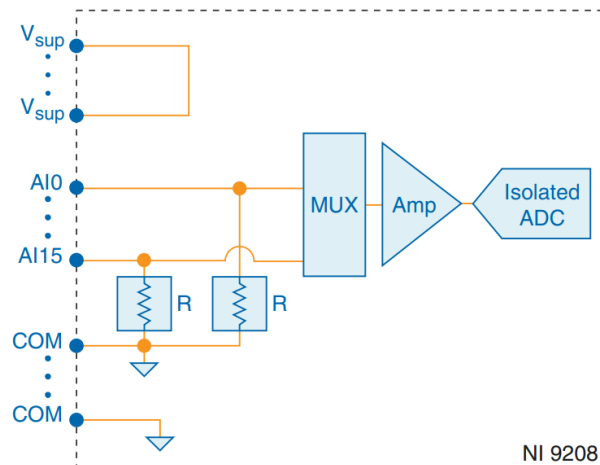 Vsup
Vsup
AI0
AI15
MUX
Amp
Isolated
ADC
R
R
COM
COM
NI 9208